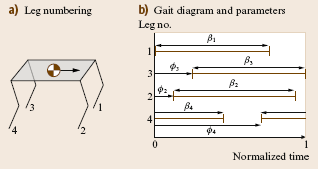 a) Leg numbering
3
1
4
2
b) Gait diagram and parameters
Leg no.
β1
1
ϕ3
β3
3
ϕ2
β2
2
β4
4
ϕ4
0
1
Normalized time